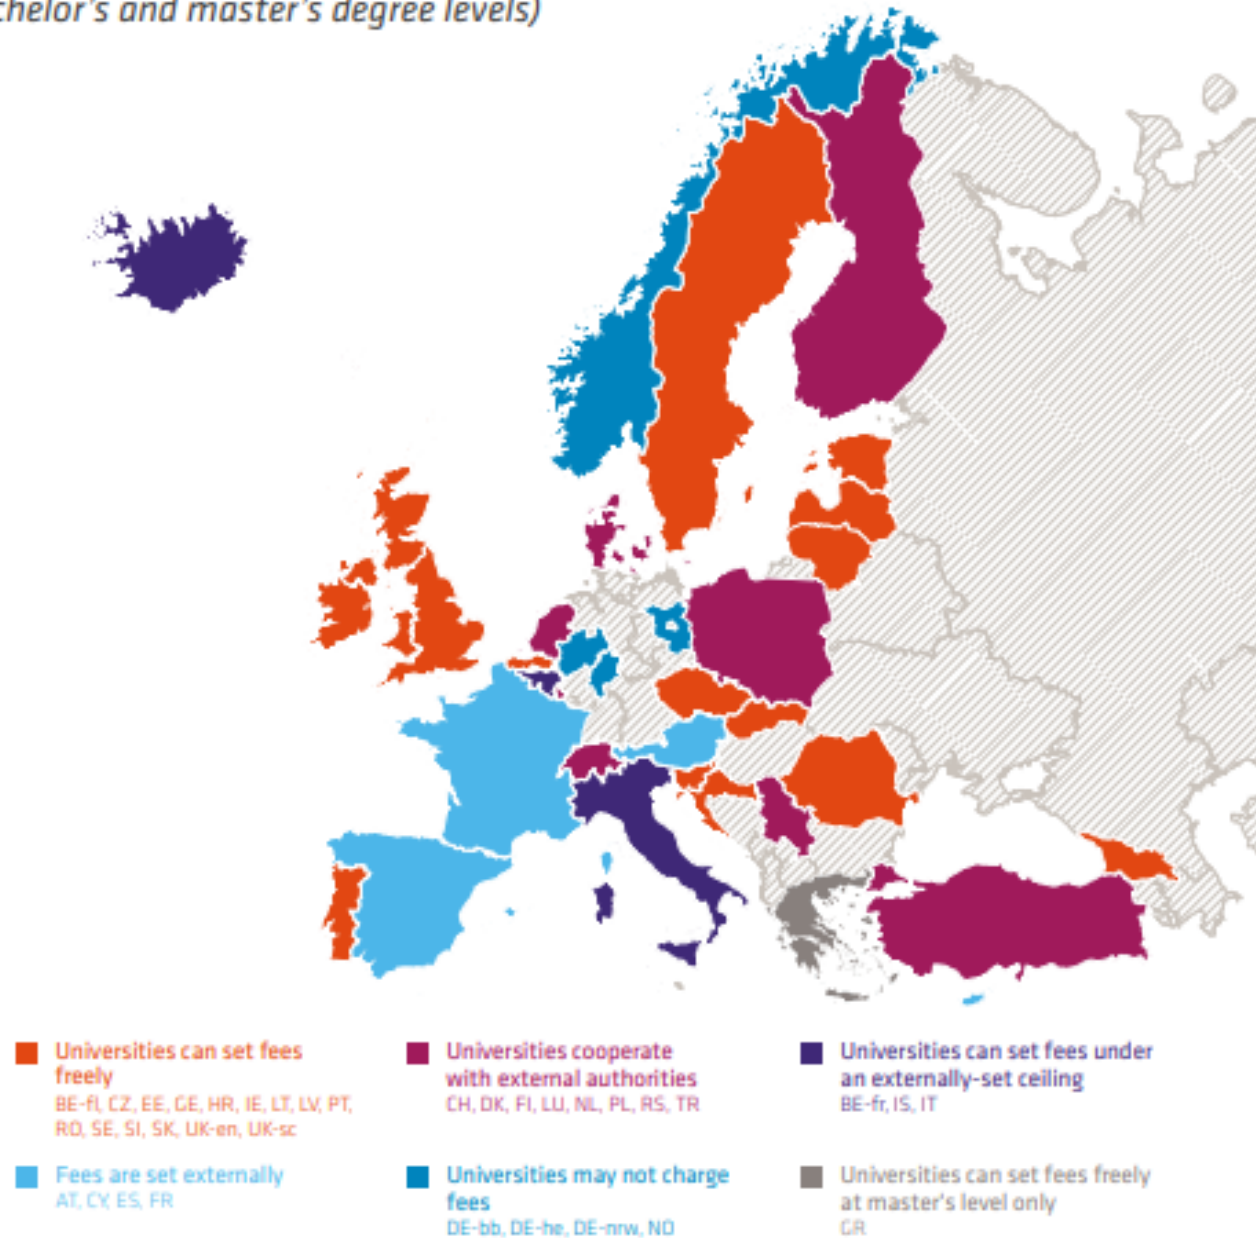 chelor's and master's degree levels)
Universities can set fees
freely
BE-fl, CZ, EE, GE, HR, IE, LT, LV, PT,
RO, SE, SI, SK, UK-en, UK-sc
Universities cooperate
with external authorities
CH, DK, FI, LU, NL, PL, RS, TR
Universities can set fees under
an externally-set ceiling
BE-fr, IS, IT
Fees are set externally
AT, CY, ES, FR
Universities may not charge
fees
DE-bb, DE-he, DE-nrw, NO
Universities can set fees freely
at master's level only
GR